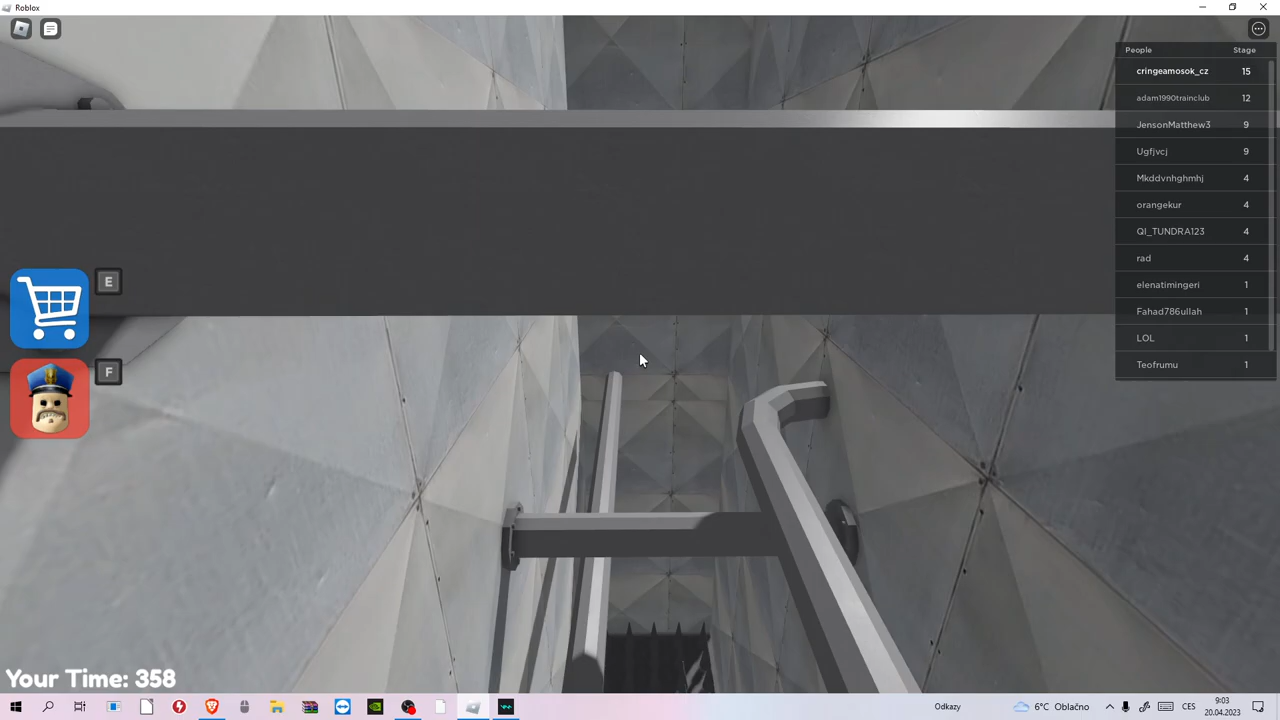 Roblox
People Stage
cringeamosok_cz 15
adam1990trainclub 12
JensonMatthew3 9
Ugfjvcj 9
Mkddvnhghmhj 4
orangekur 4
QI_TUNDRA123 4
rad 4
elenatimingeri 1
Fahad786ullah 1
LOL 1
Teofrumu 1
E
F
Your Time: 358
Odkazy
6°C Oblačno
CES
9:03
20.04.2023